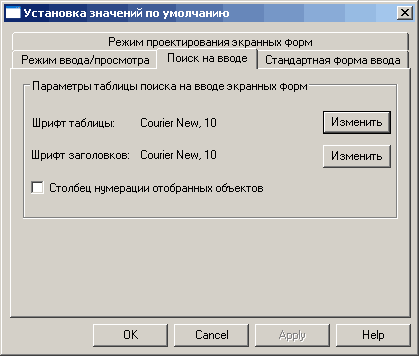 Установка значений по умолчанию
Режим проектирования экранных форм
Режим ввода/просмотра Поиск на вводе Стандартная форма ввода
Параметры таблицы поиска на вводе экранных форм
Шрифт таблицы: Courier New, 10 Изменить
Шрифт заголовков: Courier New, 10 Изменить
Столбец нумерации отобранных объектов
OK Cancel Apply Help